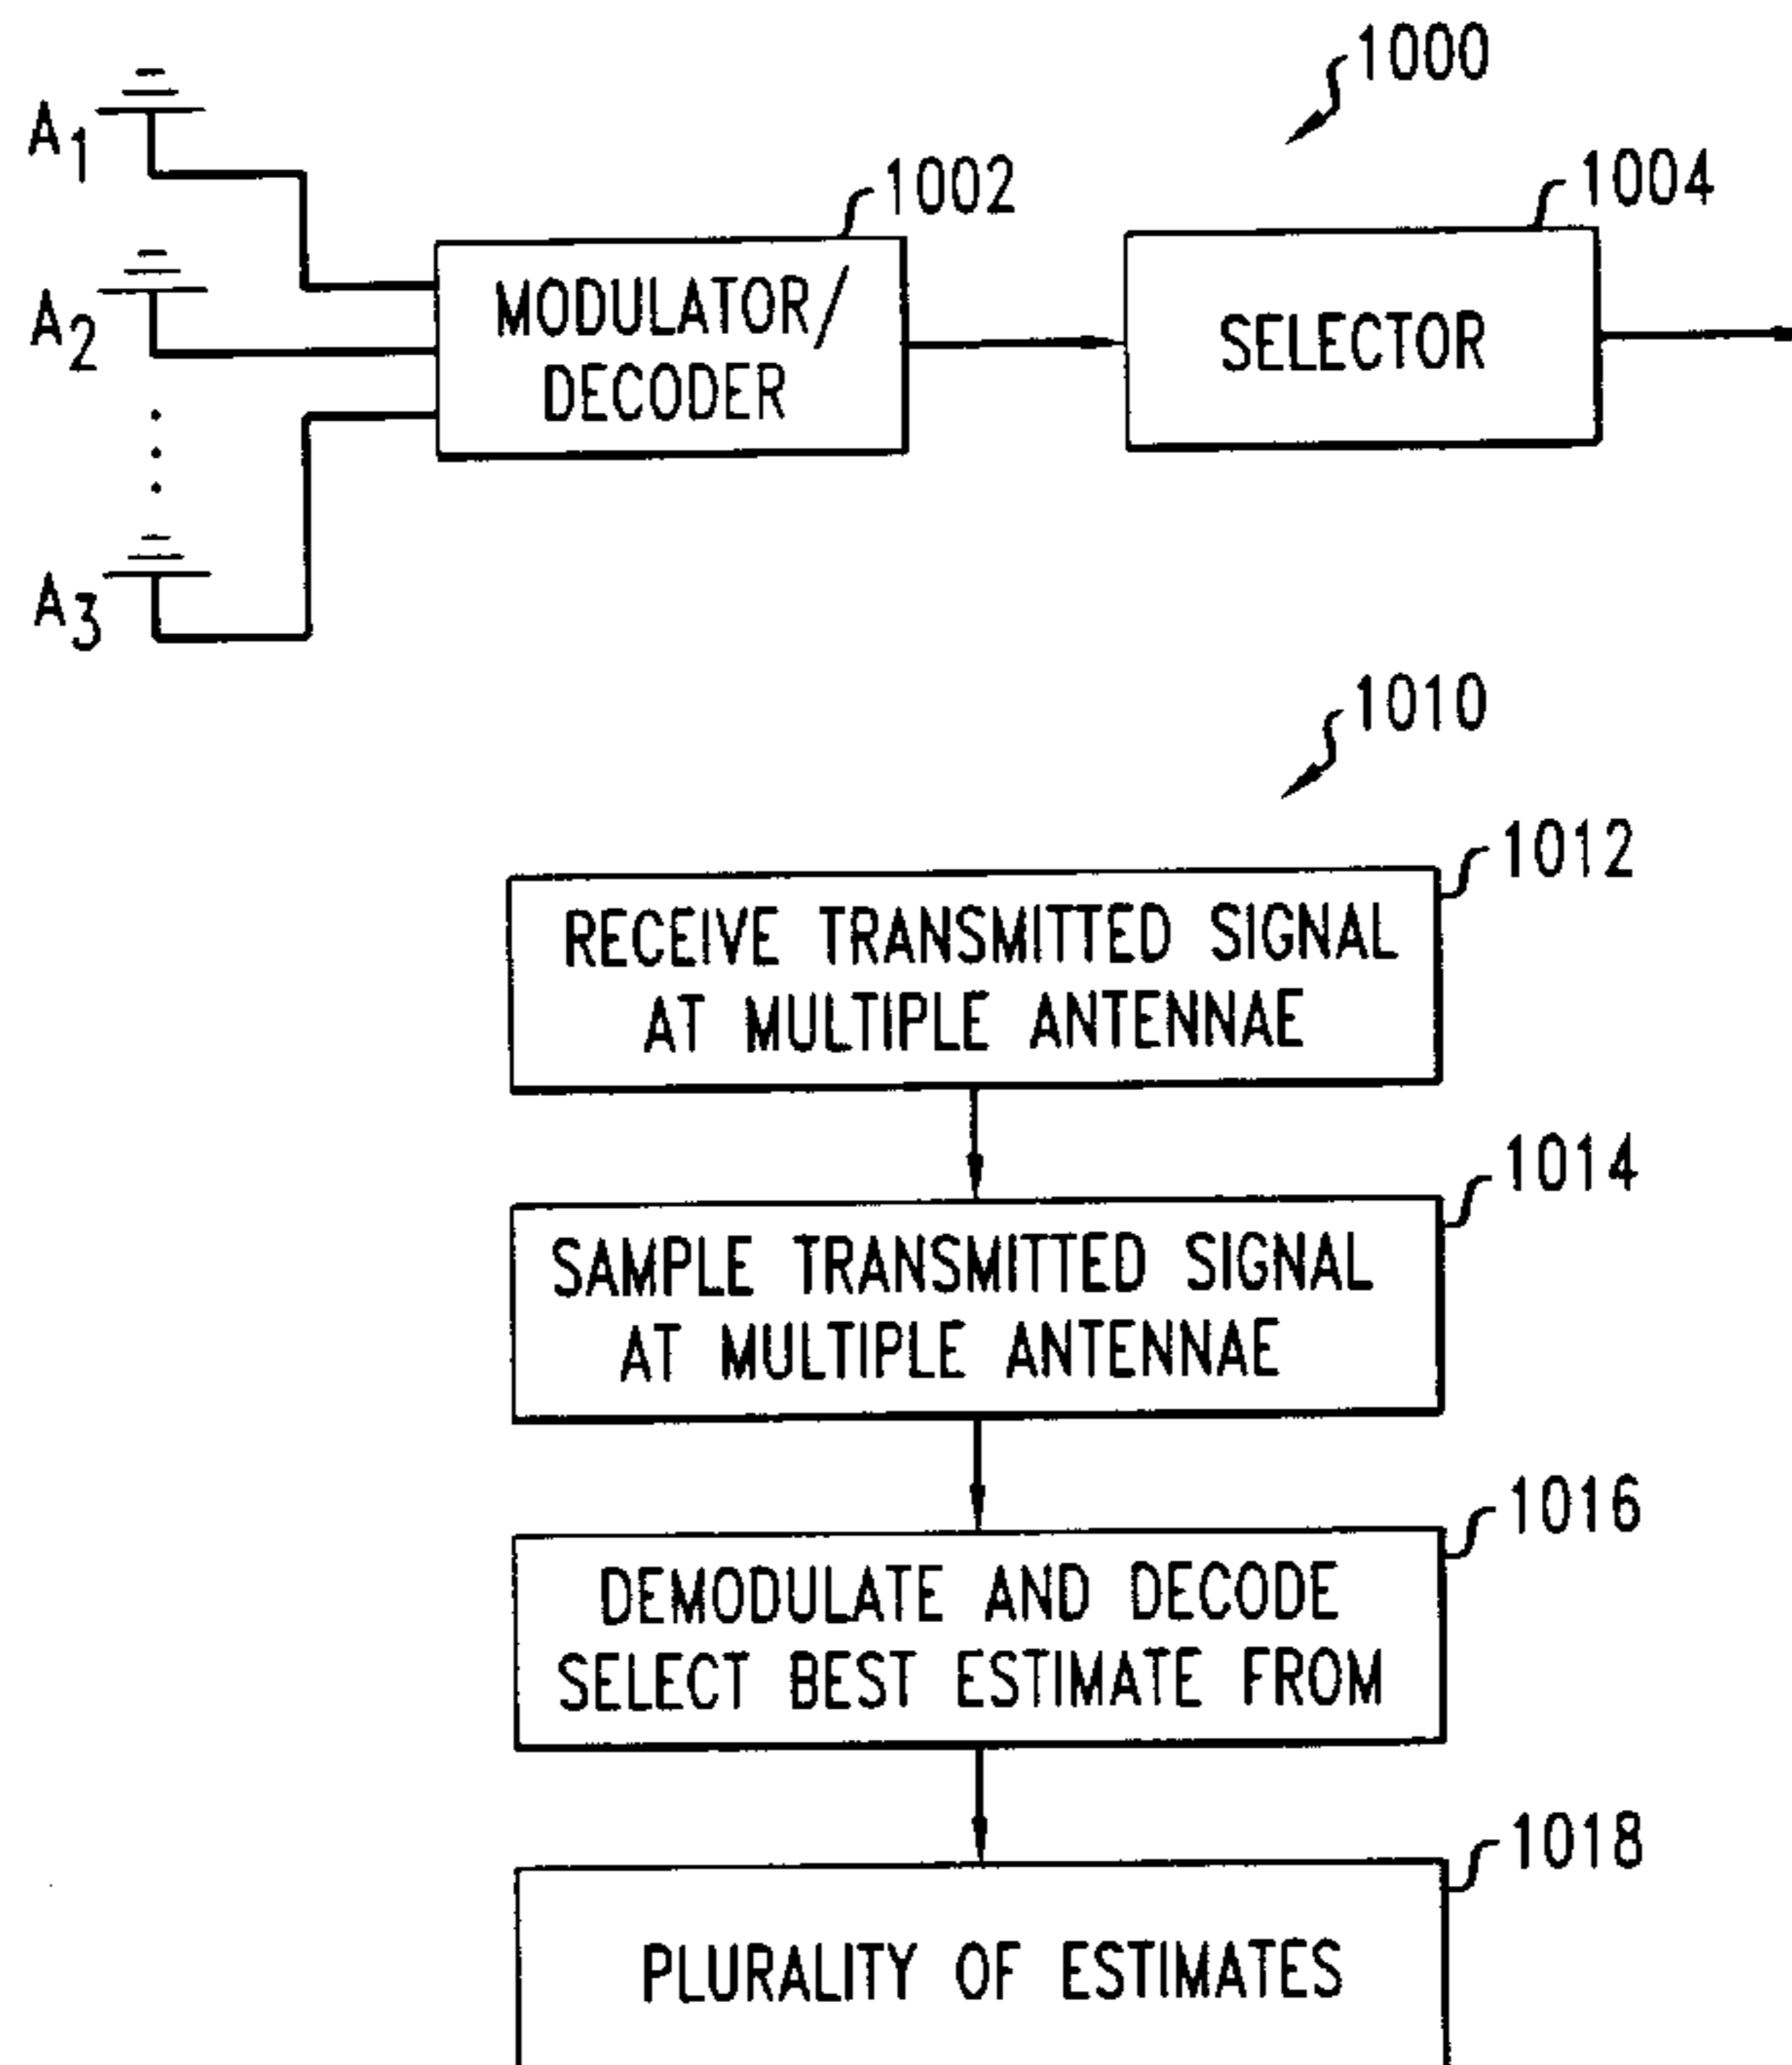 1000
A1
1002
1004
MODULATOR/
DECODER
SELECTOR
A2
A3
1010
1012
RECEIVE TRANSMITTED SIGNAL
AT MULTIPLE ANTENNAE
1014
SAMPLE TRANSMITTED SIGNAL
AT MULTIPLE ANTENNAE
1016
DEMODULATE AND DECODE
SELECT BEST ESTIMATE FROM
1018
PLURALITY OF ESTIMATES